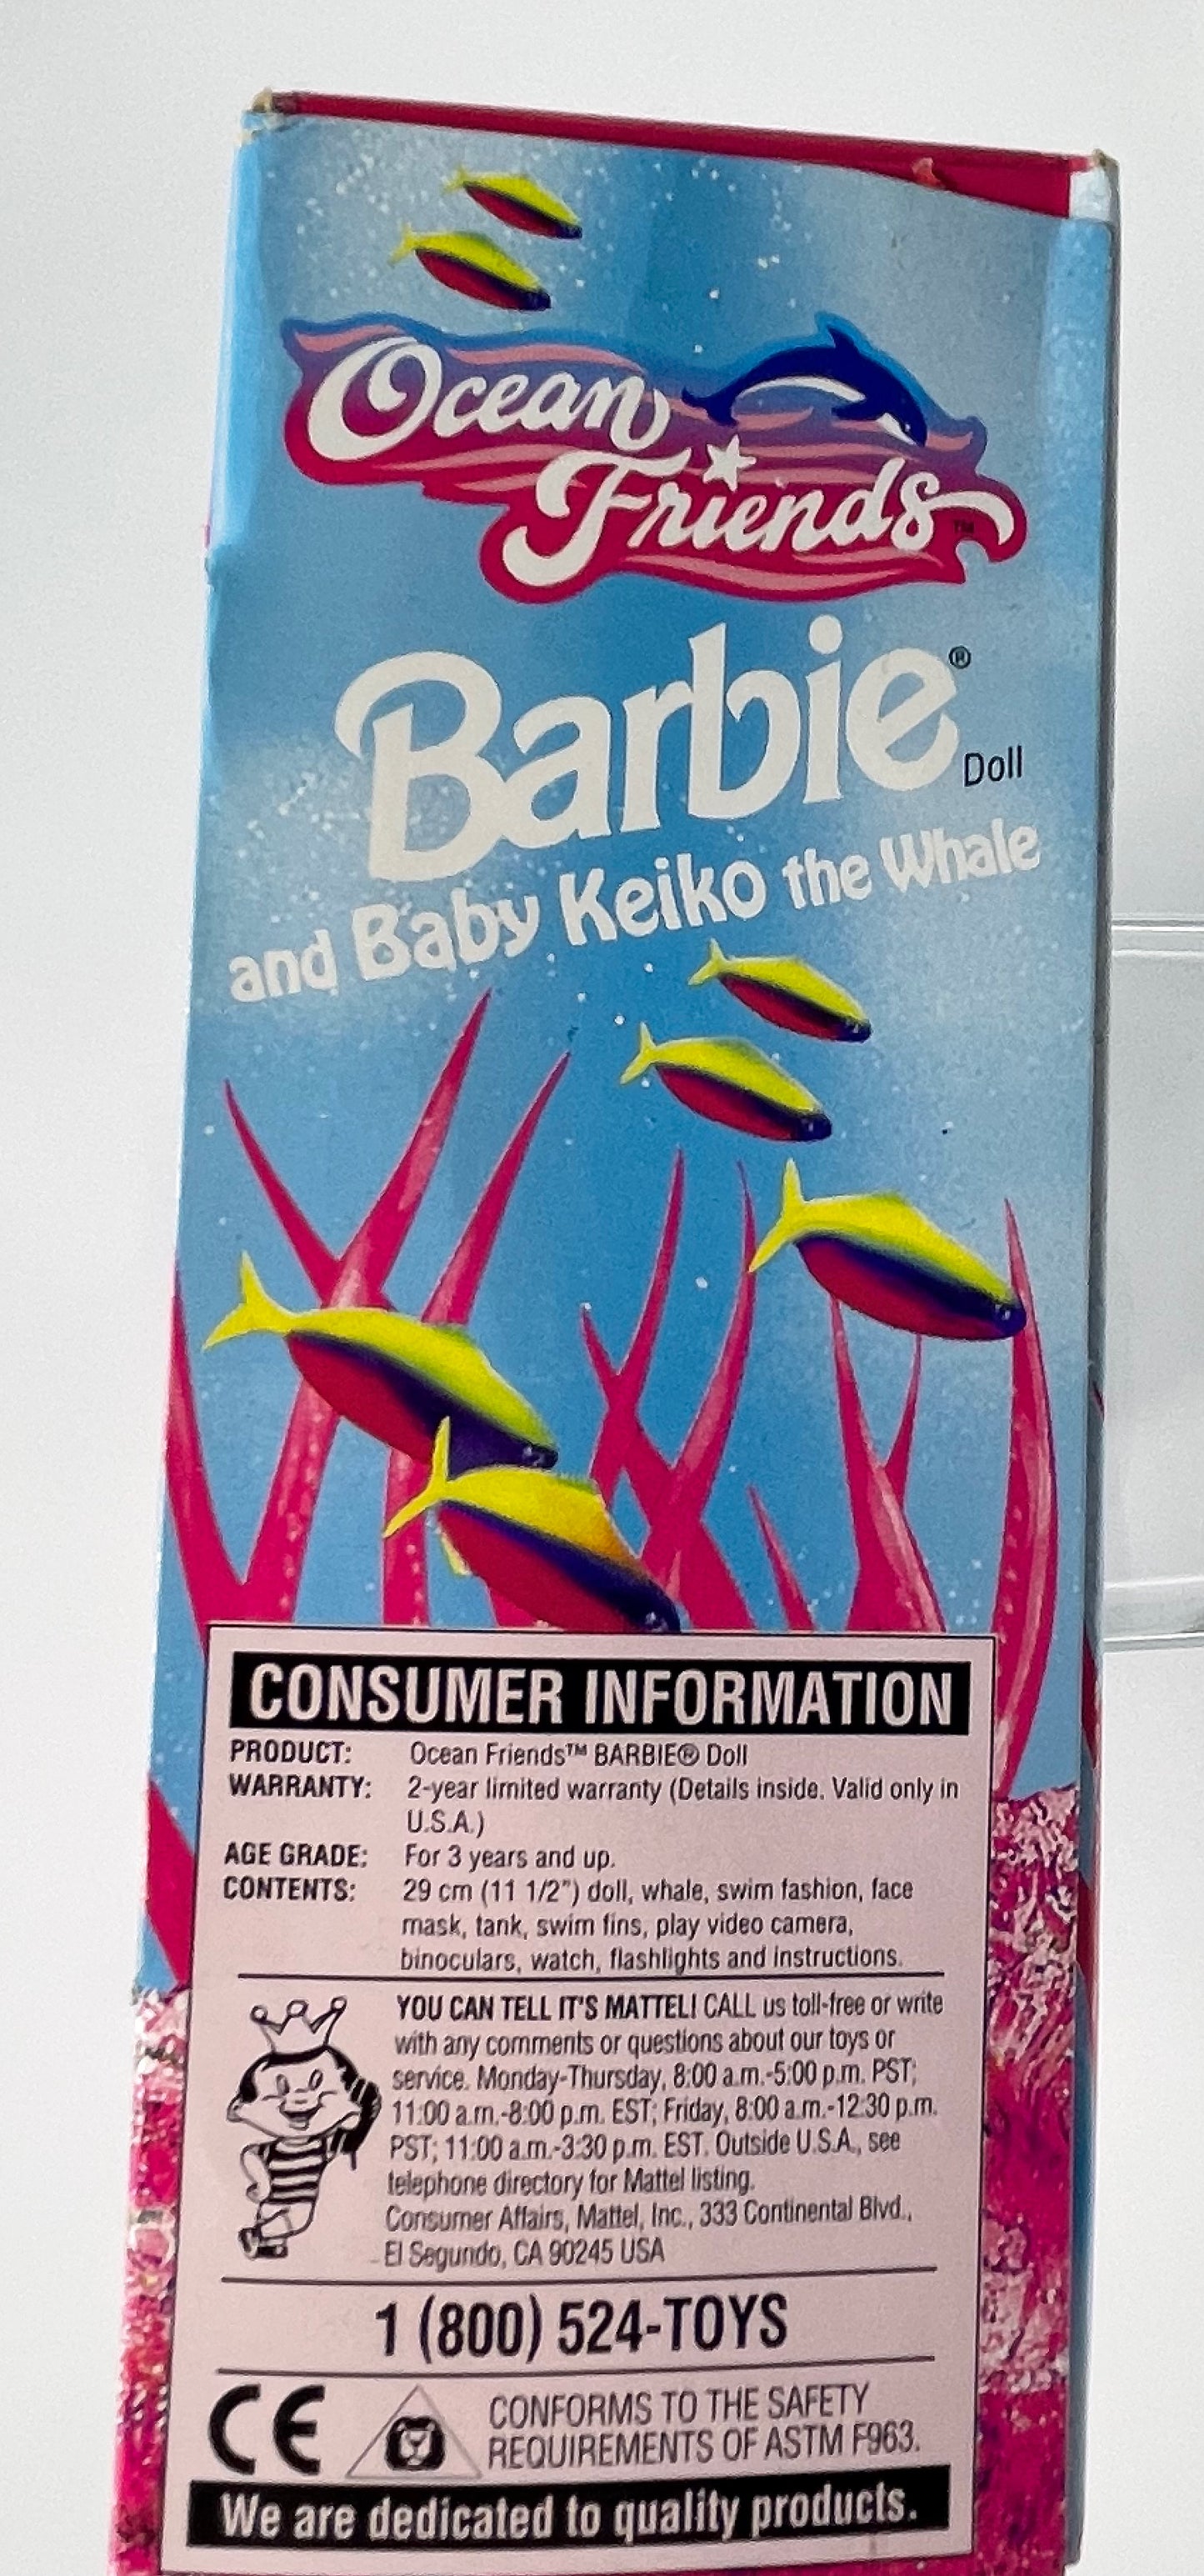 Ocean
Friends™
Barbie®
Doll
and Baby Keiko the Whale
CONSUMER INFORMATION
PRODUCT: Ocean Friends™ BARBIE® Doll
WARRANTY: 2-year limited warranty (Details inside. Valid only in
U.S.A.)
AGE GRADE: For 3 years and up.
CONTENTS: 29 cm (11 1/2") doll, whale, swim fashion, face
mask, tank, swim fins, play video camera,
binoculars, watch, flashlights and instructions.
YOU CAN TELL IT'S MATTEL! CALL us toll-free or write
with any comments or questions about our toys or
service. Monday-Thursday, 8:00 a.m.-5:00 p.m. PST;
11:00 a.m.-8:00 p.m. EST; Friday, 8:00 a.m.-12:30 p.m.
PST; 11:00 a.m.-3:30 p.m. EST. Outside U.S.A., see
telephone directory for Mattel listing.
Consumer Affairs, Mattel, Inc., 333 Continental Blvd.,
El Segundo, CA 90245 USA
1 (800) 524-TOYS
CE
CONFORMS TO THE SAFETY
REQUIREMENTS OF ASTM F963.
We are dedicated to quality products.